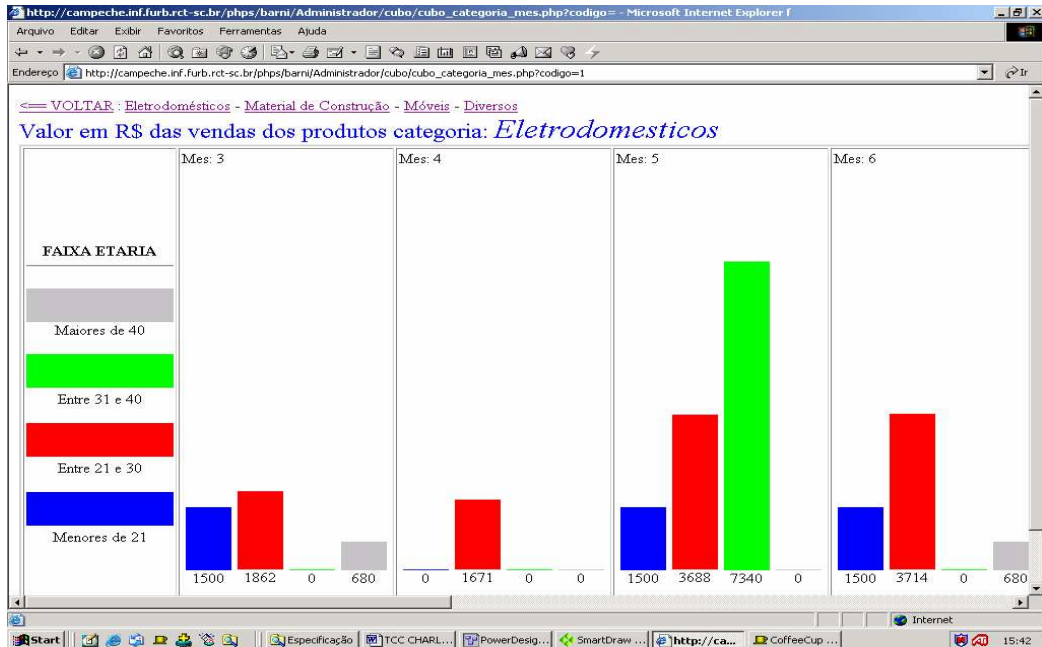 http://campeche.inf.furb.rct-sc.br/phps/barni/Administrador/cubo/cubo_categoria_mes.php?codigo= - Microsoft Internet Explorer f
Arquivo Editar Exibir Favoritos Ferramentas Ajuda
Endereço http://campeche.inf.furb.rct-sc.br/phps/barni/Administrador/cubo/cubo_categoria_mes.php?codigo=1 Ir
<== VOLTAR : Eletrodomésticos - Material de Construção - Móveis - Diversos
Valor em R$ das vendas dos produtos categoria: Eletrodomesticos
Mes: 3 Mes: 4 Mes: 5 Mes: 6
FAIXA ETARIA
Maiores de 40
Entre 31 e 40
Entre 21 e 30
Menores de 21
1500 1862 0 680 0 1671 0 0 1500 3688 7340 0 1500 3714 0 680
Internet
Start Especificação TCC CHARL... PowerDesig... SmartDraw ... http://ca... CoffeeCup ... 15:42